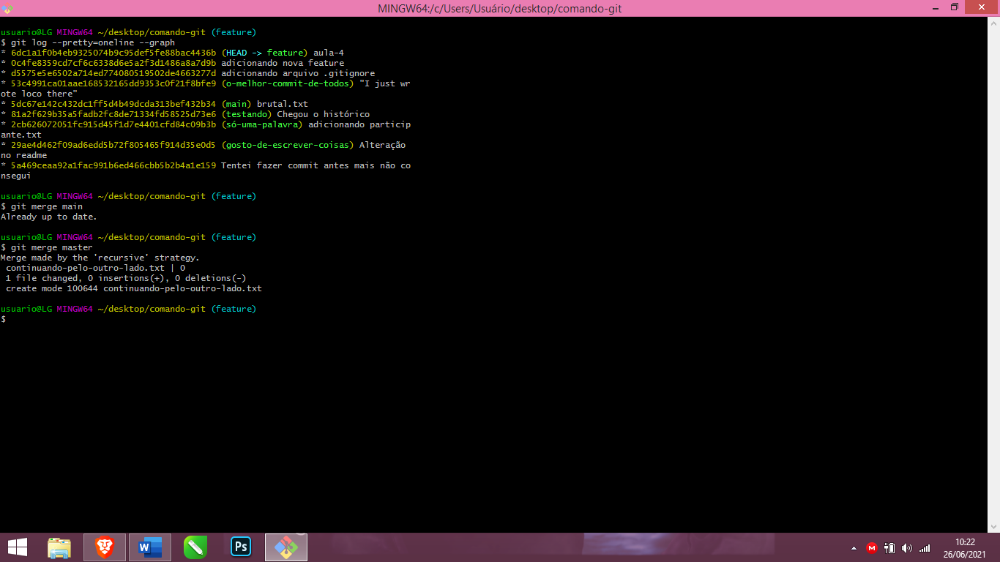 MINGW64:/c/Users/Usuário/desktop/comando-git
usuario@LG MINGW64 ~/desktop/comando-git (feature)
$ git log --pretty=oneline --graph
* 6dc1a1f0b4eb9325074b9c95def5fe88bac4436b (HEAD -> feature) aula-4
* 0c4fe8359cd7cf6c6338d6e5a2f3d1486a8a7d9b adicionando nova feature
* d5575e5e6502a714ed774080519502de4663277d adicionando arquivo .gitignore
* 53c4991ca01aae168532165dd9353c0f21f8bfe9 (o-melhor-commit-de-todos) "I just wr
ote loco there"
* 5dc67e142c432dc1ff5d4b49dcda313bef432b34 (main) brutal.txt
* 81a2f629b35a5fadb2fc8de71334fd58525d73e6 (testando) Chegou o histórico
* 2cb626072051fc915d45f1d7e4401cfd84c09b3b (só-uma-palavra) adicionando particip
ante.txt
* 29ae4d462f09ad6edd5b72f805465f914d35e0d5 (gosto-de-escrever-coisas) Alteração
no readme
* 5a469ceaa92a1fac991b6ed466cbb5b2b4a1e159 Tentei fazer commit antes mais não co
nsegui
usuario@LG MINGW64 ~/desktop/comando-git (feature)
$ git merge main
Already up to date.
usuario@LG MINGW64 ~/desktop/comando-git (feature)
$ git merge master
Merge made by the 'recursive' strategy.
continuando-pelo-outro-lado.txt | 0
1 file changed, 0 insertions(+), 0 deletions(-)
create mode 100644 continuando-pelo-outro-lado.txt
usuario@LG MINGW64 ~/desktop/comando-git (feature)
$
W
Ps
M
10:22
26/06/2021